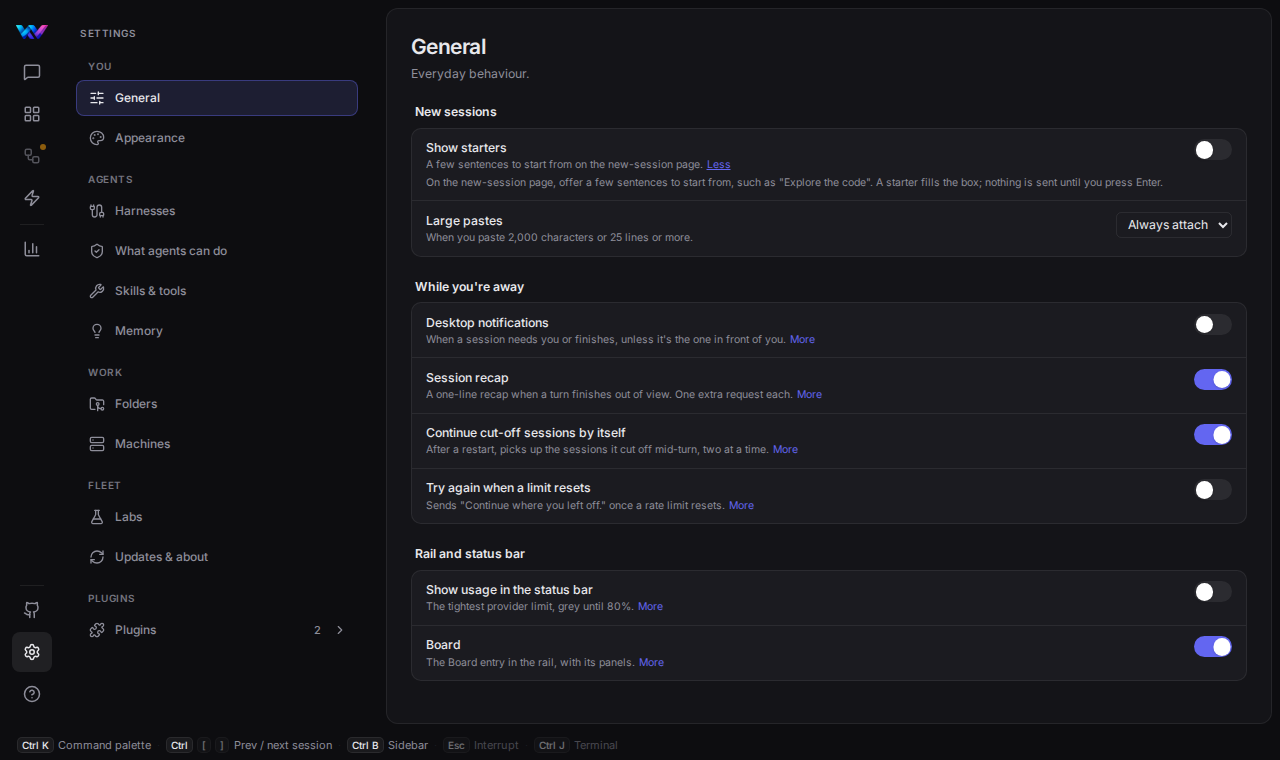 SETTINGS
YOU
General
Appearance
AGENTS
Harnesses
What agents can do
Skills & tools
Memory
WORK
Folders
Machines
FLEET
Labs
Updates & about
PLUGINS
Plugins 2
General
Everyday behaviour.
New sessions
Show starters
A few sentences to start from on the new-session page. Less
On the new-session page, offer a few sentences to start from, such as "Explore the code". A starter fills the box; nothing is sent until you press Enter.
Large pastes
Always attach
When you paste 2,000 characters or 25 lines or more.
While you're away
Desktop notifications
When a session needs you or finishes, unless it's the one in front of you. More
Session recap
A one-line recap when a turn finishes out of view. One extra request each. More
Continue cut-off sessions by itself
After a restart, picks up the sessions it cut off mid-turn, two at a time. More
Try again when a limit resets
Sends "Continue where you left off." once a rate limit resets. More
Rail and status bar
Show usage in the status bar
The tightest provider limit, grey until 80%. More
Board
The Board entry in the rail, with its panels. More
Ctrl K Command palette Ctrl [ ] Prev / next session Ctrl B Sidebar Esc Interrupt Ctrl J Terminal